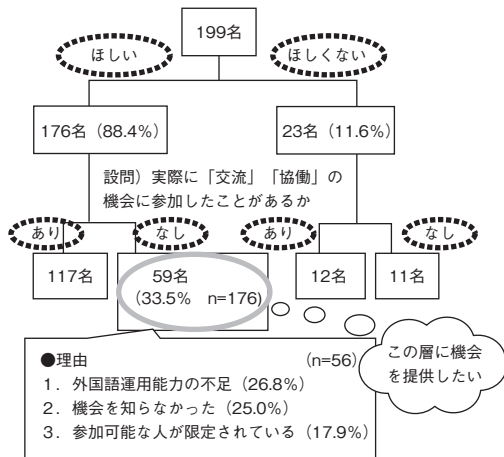 199名
ほしい
ほしくない
176名（88.4%）
23名（11.6%）
設問）実際に「交流」「協働」の
機会に参加したことがあるか
あり
なし
あり
なし
117名
59名
(33.5%　n=176)
12名
11名
●理由　(n=56)
1．外国語運用能力の不足（26.8%）
2．機会を知らなかった（25.0%）
3．参加可能な人が限定されている（17.9%）
この層に機会
を提供したい